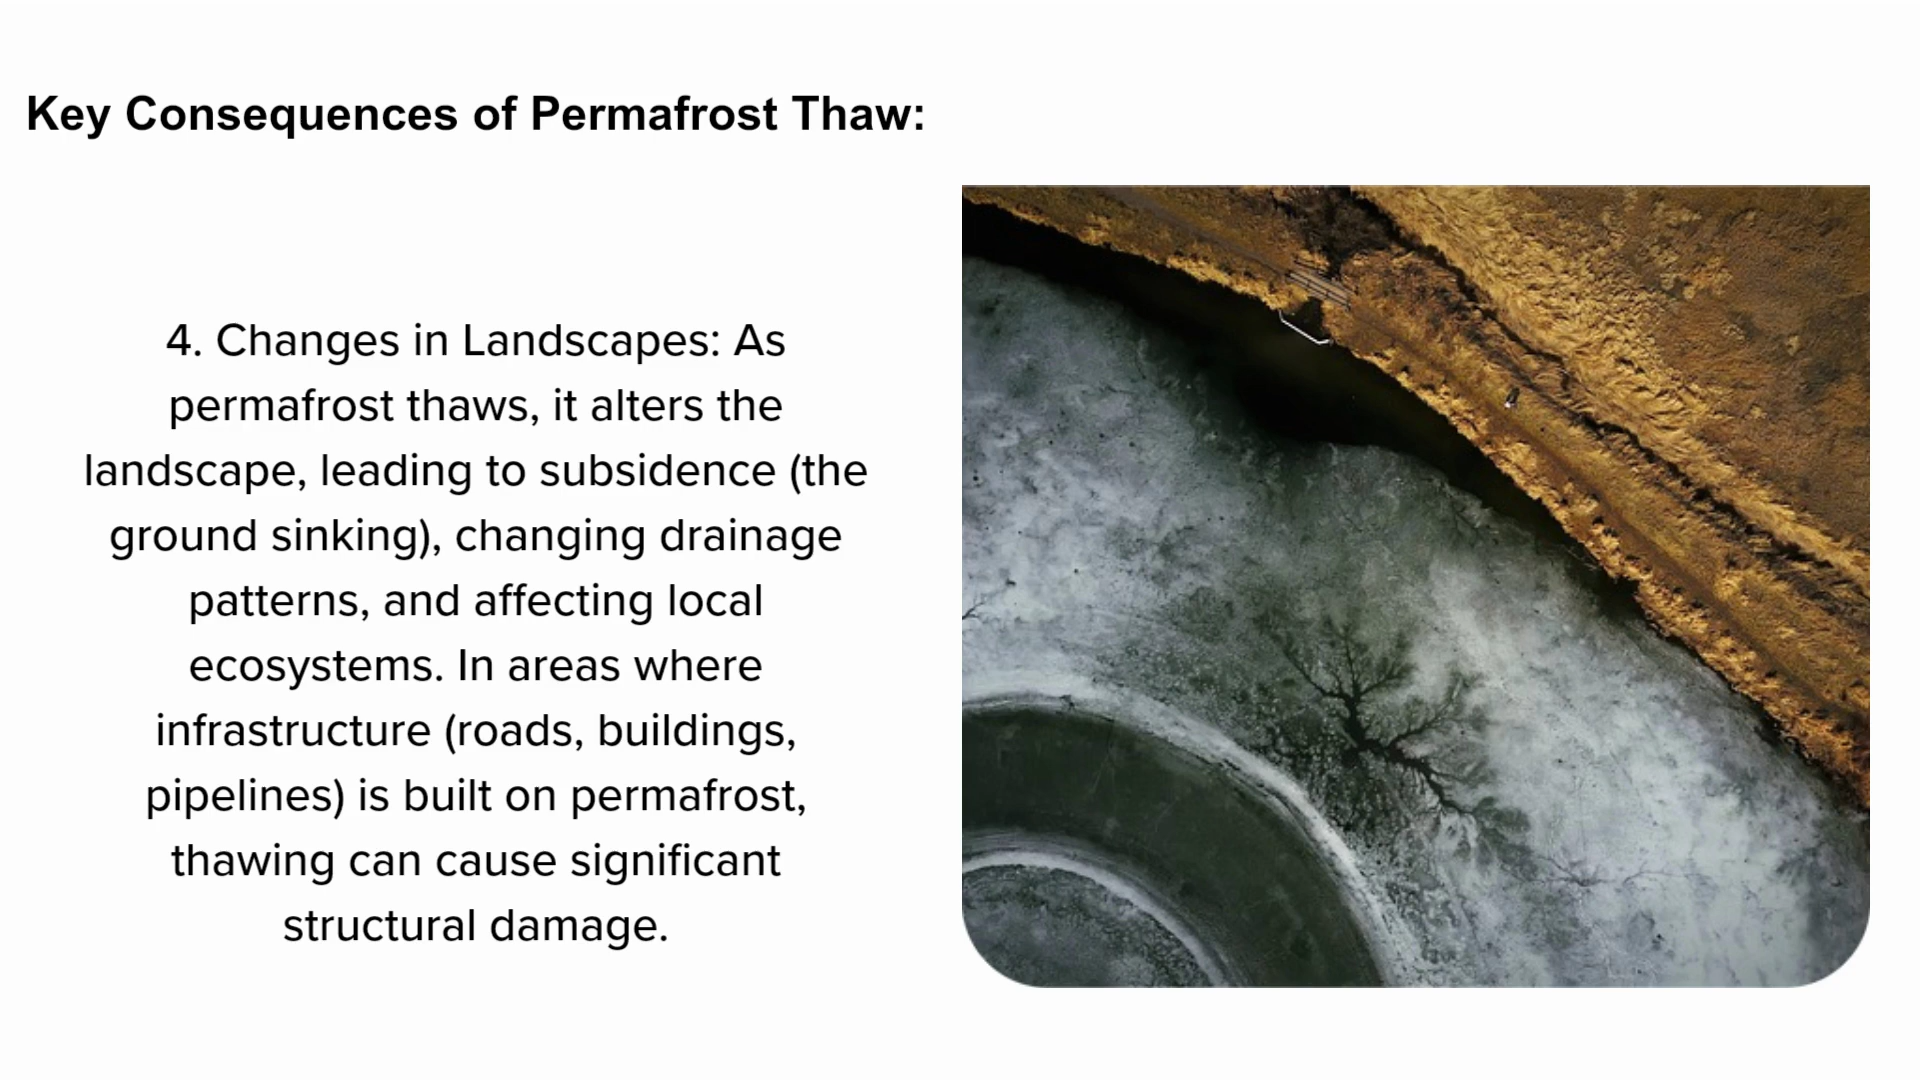 Key Consequences of Permafrost Thaw:
4. Changes in Landscapes: As
permafrost thaws, it alters the
landscape, leading to subsidence (the
ground sinking), changing drainage
patterns, and affecting local
ecosystems. In areas where
infrastructure (roads, buildings,
pipelines) is built on permafrost,
thawing can cause significant
structural damage.